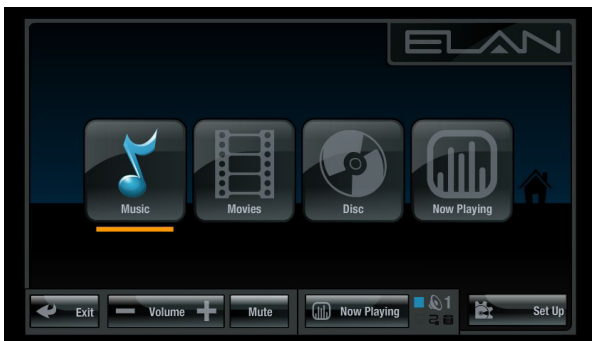 ELAN
Music Movies Disc Now Playing
Exit Volume Mute Now Playing 1 Set Up